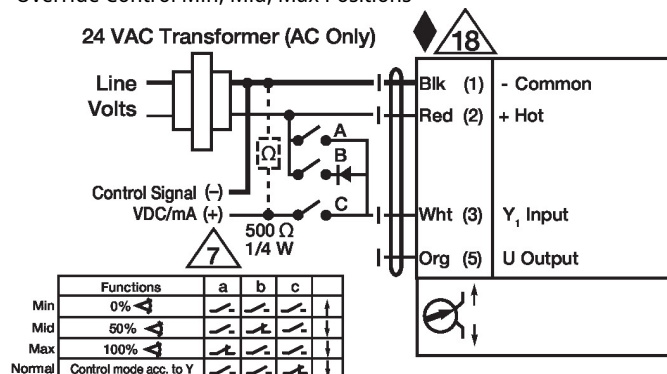 Override Control Min, Mid, Max Positions
24 VAC Transformer (AC Only)
18
Line
Volts
Blk (1) - Common
Red (2) + Hot
A
Ω
B
Control Signal (–)
VDC/mA (+)
C
Wht (3) Y1 Input
500 Ω
1/4 W
7
Org (5) U Output
Functions a b c
Min 0%
Mid 50%
Max 100%
Normal Control mode acc. to Y